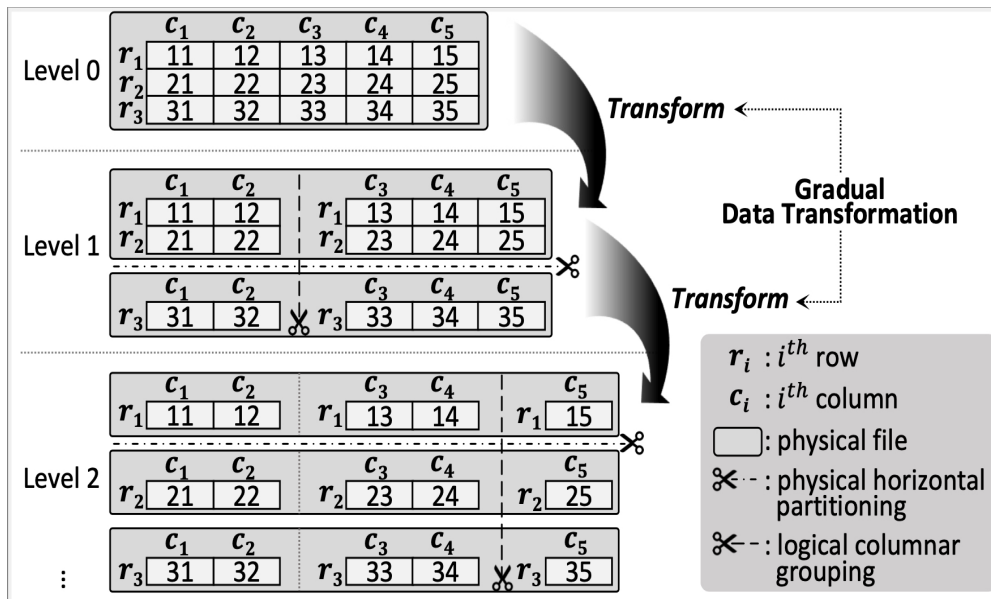 c1 c2 c3 c4 c5
Level 0
r1 11 12 13 14 15
r2 21 22 23 24 25
r3 31 32 33 34 35
Transform
Gradual
Data Transformation
Level 1
c1 c2 c3 c4 c5
r1 11 12 r1 13 14 15
r2 21 22 r2 23 24 25
c1 c2 c3 c4 c5
r3 31 32 r3 33 34 35
Transform
Level 2
c1 c2 c3 c4 c5
r1 11 12 r1 13 14 r1 15
c1 c2 c3 c4 c5
r2 21 22 r2 23 24 r2 25
c1 c2 c3 c4 c5
r3 31 32 r3 33 34 r3 35
⋮
ri : ith row
ci : ith column
: physical file
: physical horizontal
partitioning
: logical columnar
grouping